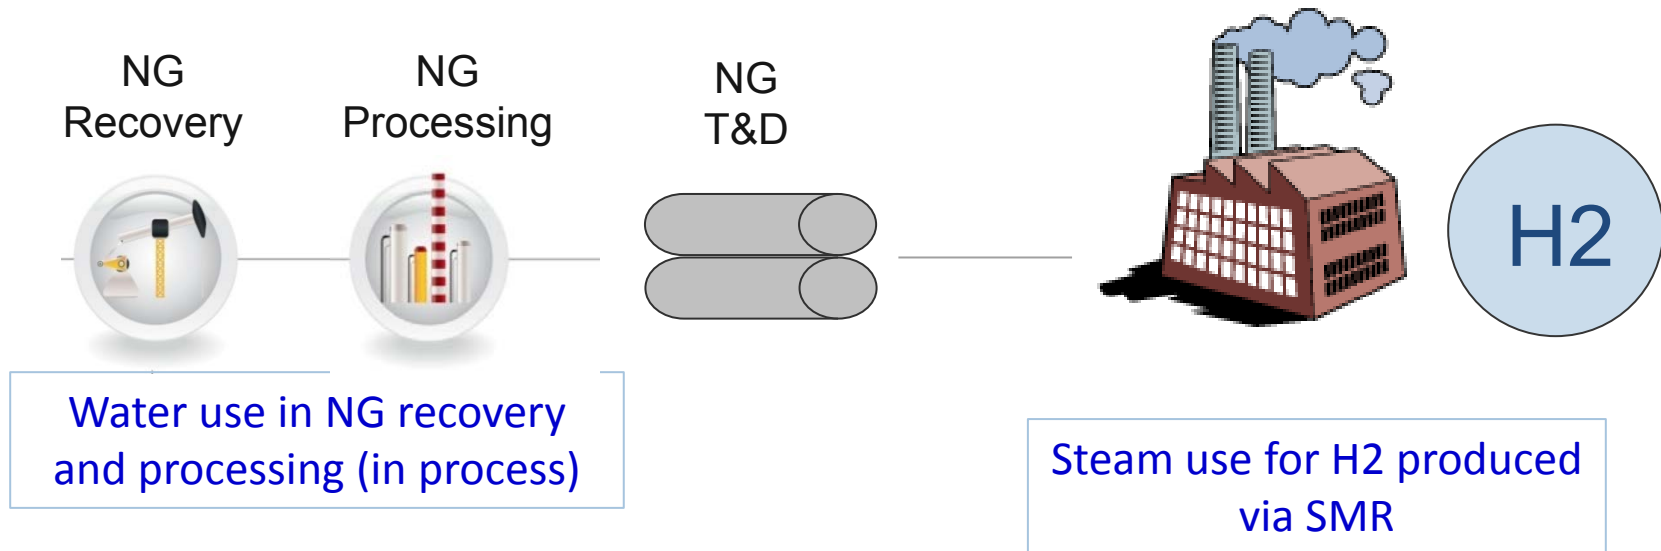 NG
Recovery
NG
Processing
NG
T&D
H2
Water use in NG recovery
and processing (in process)
Steam use for H2 produced
via SMR